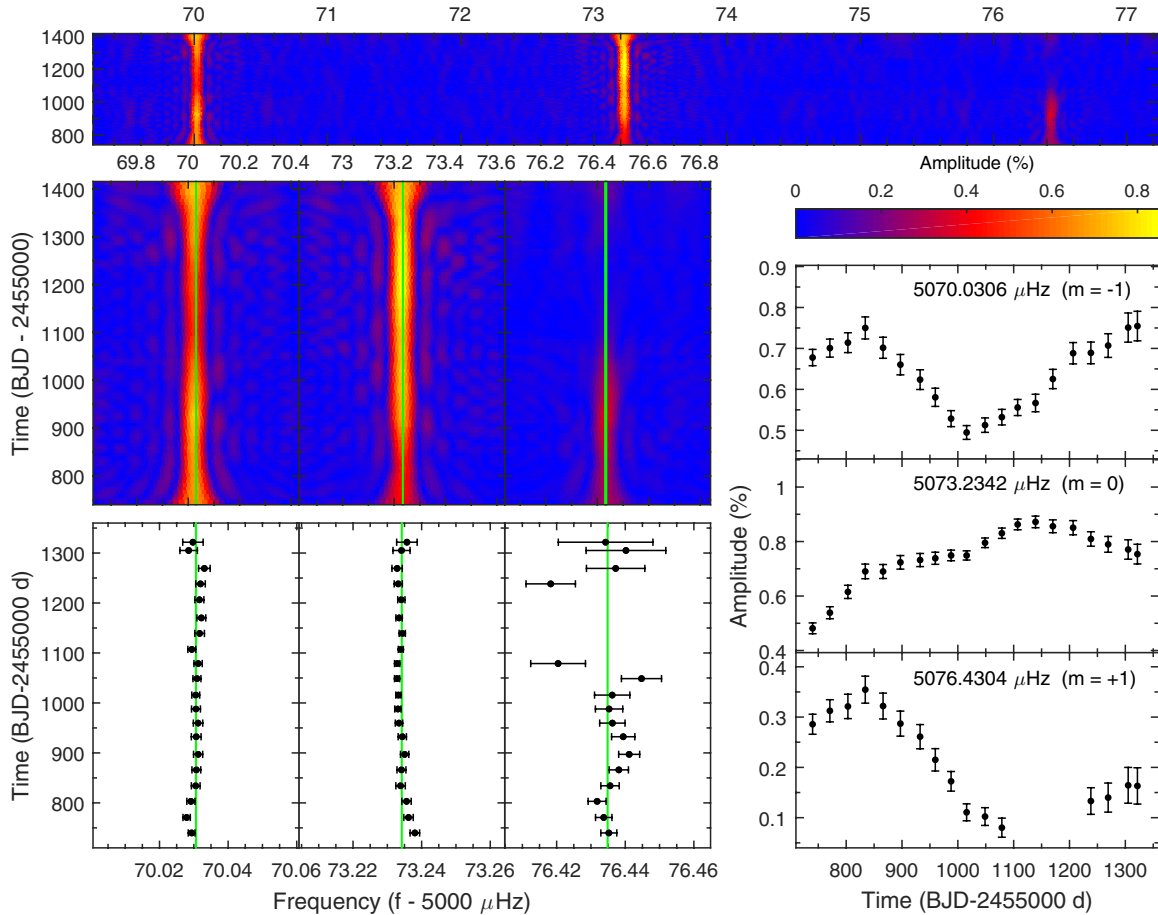 70 71 72 73 74 75 76 77
1400
1200
1000
800
69.8 70 70.2 70.4 73 73.2 73.4 73.6 76.2 76.4 76.6 76.8
Amplitude (%)
0 0.2 0.4 0.6 0.8
Time (BJD - 2455000)
1400
1300
1200
1100
1000
900
800
Time (BJD-2455000 d)
1300
1200
1100
1000
900
800
70.02 70.04 70.06 73.22 73.24 73.26 76.42 76.44 76.46
Frequency (f - 5000 μHz)
Amplitude (%)
0.9
0.8
0.7
0.6
0.5
5070.0306 μHz (m = -1)
1
0.8
0.6
0.4
5073.2342 μHz (m = 0)
0.4
0.3
0.2
0.1
5076.4304 μHz (m = +1)
800 900 1000 1100 1200 1300
Time (BJD-2455000 d)